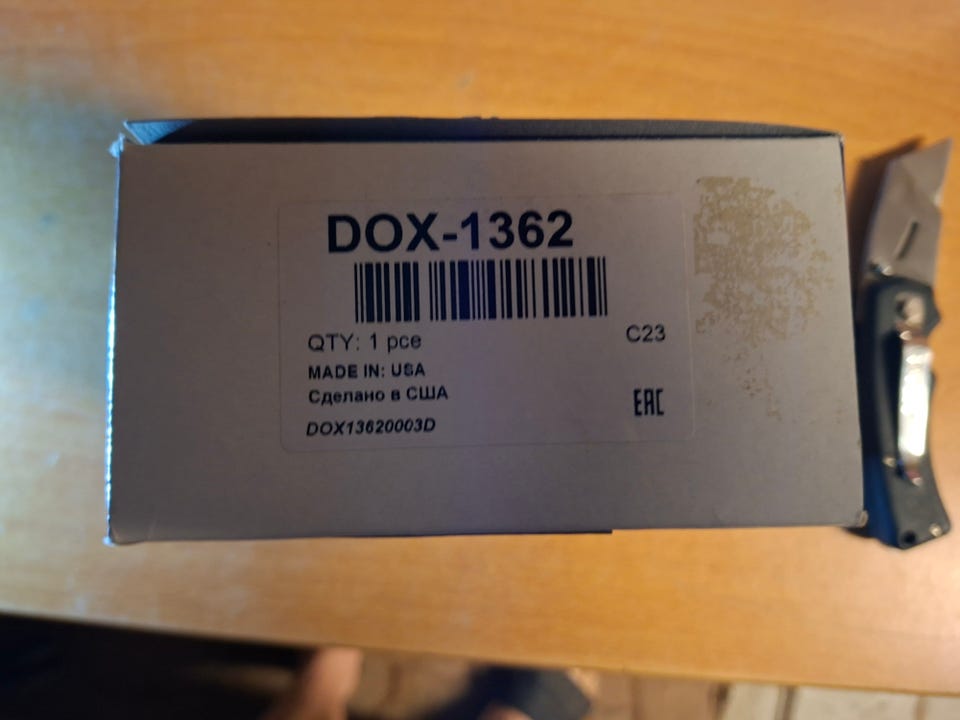 DOX-1362
QTY: 1 pce
C23
MADE IN: USA
Сделано в США
EAC
DOX13620003D